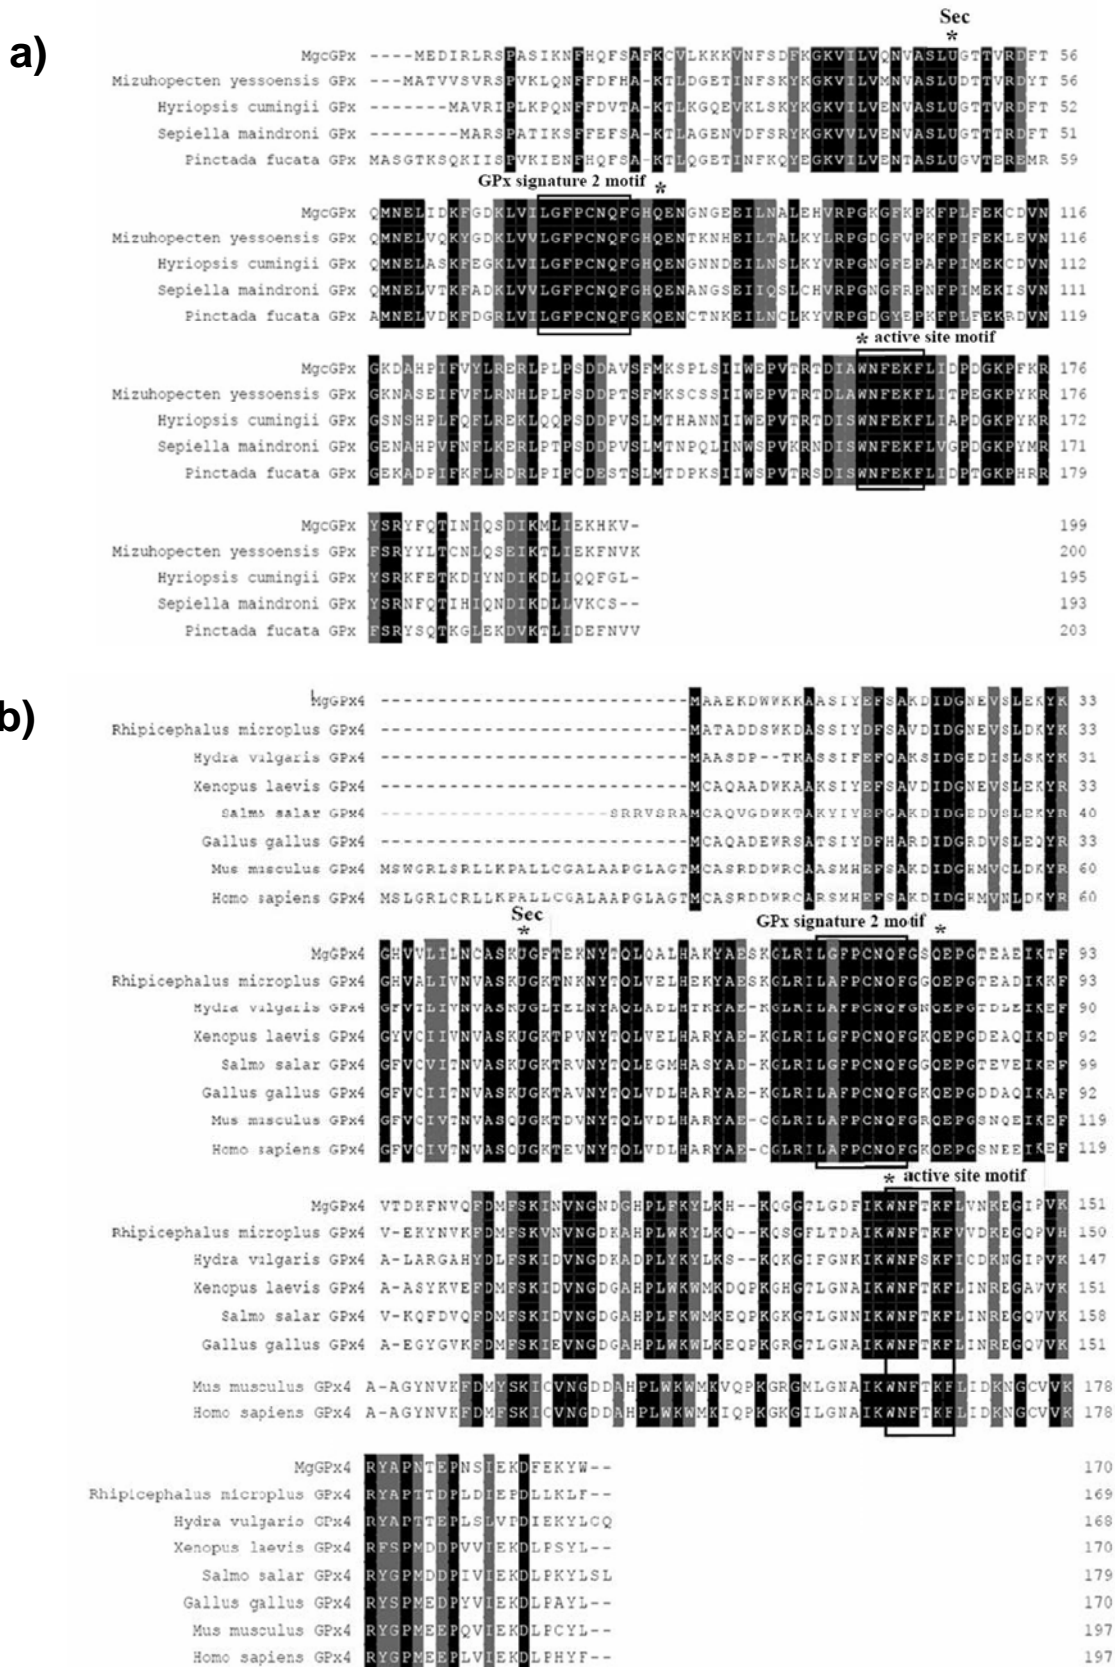 a)
Sec
*
MgcGPx ----MEDIRLRSPASIKNFHQFSAFKCVLKKKVNFSDFKGKVILVQNVASLUGTTVRDFT 56
Mizuhopecten yessoensis GPx ----MATVVSVRSPVKLQNFFDFHA-KTLDGETVNFSKYKGKVILVENVASLUGTTVRDYT 56
Hyriopsis cumingii GPx -------MAVRIPLKPQNFFDVTA-KTLKGQEVKLSKYKGKVILVENVASLUGTTVRDFT 52
Sepiella maindroni GPx --------MARSPATIKSFFEFSA-KTLAGENVDFSRYKGKVVLVENVASLUGTTTRDFT 51
Pinctada fucata GPx MASGTKSQKIISPVKIENFHQFSA-KTLQGETINFKQYEGKVILVENTASLUGVTEREMR 59
GPx signature 2 motif *
MgcGPx QMNELIDKFGDKLVILGFPCNQFGHQENGNGEEILNALEHVRPGKGFKPKFPLFEKCDVN 116
Mizuhopecten yessoensis GPx QMNELVQKYGDKLVVLGFPCNQFGHQENTKNHEILTALKYLRPGDGFVPKFPIFEKLEVN 116
Hyriopsis cumingii GPx QMNELASKFEGKLVILGFPCNQFGHQENGNNDEILNSLKYVRPGNGFEPAFPIMEKCDVN 112
Sepiella maindroni GPx QMNELVTKFADKLVVLGFPCNQFGHQENANGSEIIQSLCHVRPGNGFRPNFPIMEKISVN 111
Pinctada fucata GPx AMNELVDKFDGRLVILGFPCNQFGKQENCTNKEILNCLKYVRPGDGYEPKFPLFEKRDVN 119
* active site motif
MgcGPx GKDAHPIFVYLRERLPLPSDDAVSFMKSPLSIIWEPVTRTDIAWNFEKFLIDPDGKPFKR 176
Mizuhopecten yessoensis GPx GKNASEIFVFLRNHLPLPSDDPTSFMKSCSSIIWEPVTRTDLAWNFEKFLITPEGKPYKR 176
Hyriopsis cumingii GPx GSNSHPLFQFLREKLQQPSDDPVSLMTHANNIIWEPVTRTDISWNFEKFLIAPDGKPYKR 172
Sepiella maindroni GPx GENAHPVFNFLKERLPTPSDDPVSLMTNPQLINWSPVKRNDISWNFEKFLVGPDGKPYMR 171
Pinctada fucata GPx GEKADPIFKFLRDRLPIPCDESTSLMTDPKSIIWSPVTRSDISWNFEKFLIDPTGKPHRR 179
MgcGPx YSRYFQTINIQSDIKMLIEKHKV- 199
Mizuhopecten yessoensis GPx FSRYYLTCNLQSEIKTLIEKFNVK 200
Hyriopsis cumingii GPx YSRKFETKDIYNDIKDLIQQFGL- 195
Sepiella maindroni GPx YSRNFQTIHIQNDIKDLLVKCS-- 193
Pinctada fucata GPx FSRYSQTKGLEKDVKTLIDEFNVV 203
b)
MgGPx4 ---------------------------MAAEKDWWKKAASIYEFSAKDIDGNEVSLEKYK 33
Rhipicephalus microplus GPx4 ---------------------------MATADDSWKDASSIYDFSAVDIDGNEVSLDKYK 33
Hydra vulgaris GPx4 ---------------------------MAASDP--TKASSIFEFQAKSIDGEDISLSKYK 31
Xenopus laevis GPx4 ---------------------------MCAQAADWKAKSIYEFSAVDIDGNEVSLEKYR 33
Salmo salar GPx4 --------------------SRRVSRAMCAQVGDWKTAKYIYEFGAKDIDGEDVSLEKYR 40
Gallus gallus GPx4 ---------------------------MCAQADEWRSATSIYDFHARDIDGRDVSLEQYR 33
Mus musculus GPx4 MSWGRLSRLLKPALLCGALAAPGLAGTMCASRDDWRCAASMHEFSAKDIDGHMVCLDKYR 60
Homo sapiens GPx4 MSLGRLCRLLKPALLCGALAAPGLAGTMCASRDDWRCARSMHEFSAKDIDGHMVNLDKYR 60
Sec
*
GPx signature 2 motif *
MgGPx4 GHVVLILNCASKUGFTEKNYTQLQALHAKYAESKGLRILGFPCNQFGSQEPGTEAEIKTF 93
Rhipicephalus microplus GPx4 GHVALIVNVASKUGKTNKNYTQLVELHEKYAESKGLRILAFPCNQFGGQEPGTEADIKKF 93
Hydra vulgaris GPx4 GFVTLIVNVASKUGLTELNYAQLADLHTKYAE-KGLRILAFPCNQFGNQEPGTDLEIKEF 90
Xenopus laevis GPx4 GYVCIIVNVASKUGKTPVNYTQLVELHARYAE-KGLRILGFPCNQFGKQEPGDEAQIKDF 92
Salmo salar GPx4 GFVCVITNVASKUGKTRVNYTQLEGMHASYAD-KGLRILGFPCNQFGGQEPGTEVEIKEF 99
Gallus gallus GPx4 GFVCIITNVASKUGKTAVNYTQLVDLHARYAE-KGLRILAFPCNQFGKQEPGDDAQIKAF 92
Mus musculus GPx4 GFVCIVTNVASQUGKTDVNYTQLVDLHARYAE-CGLRILAFPCNQFGRQEPGSNQEIKEF 119
Homo sapiens GPx4 GFVCIVTNVASQUGKTEVNYTQLVDLHARYAE-CGLRILAFPCNQFGKQEPGSNEEIKEF 119
* active site motif
MgGPx4 VTDKFNVQFDMFSKINVNGNDGHPLFKYLKH--KQGGTLGDFIKWNFTKFLVNKEGIPVK 151
Rhipicephalus microplus GPx4 V-EKYNVKFDMFSKVNVNGDKAHPLWKYLKQ--KQSGFLTDAIKWNFTKFVVDKEGQPVH 150
Hydra vulgaris GPx4 A-LARGAHYDLFSKIDVNGDKADPLYKYLKS--KQKGIFGNKIKWNFSKFICDKNGIPVK 147
Xenopus laevis GPx4 A-ASYKVEFDMFSKIDVNGDGAHPLWKWMKDQPKGHGTLGNAIKWNFTKFLINREGAVVK 151
Salmo salar GPx4 V-KQFDVQFDMFSKIDVNGDGAHPLFKWMKEQPKGKGTLGNNIKWNFTKFLINREGQVVK 158
Gallus gallus GPx4 A-EGYGVKFDMFSKIEVNGDGAHPLWKWLKEQPKGRGTLGNAIKWNFTKFLINREGQVVK 151
Mus musculus GPx4 A-AGYNVKFDMYSKICVNGDDAHPLWKWMKVQPKGRGMLGNAIKWNFTKFLIDKNGCVVK 178
Homo sapiens GPx4 A-AGYNVKFDMFSKICVNGDDAHPLWKWMKIQPKGKGILGNAIKWNFTKFLIDKNGCVVK 178
MgGPx4 RYAPNTEPNSIEKDFEKYW-- 170
Rhipicephalus microplus GPx4 RYAPTTDPLDIEPDLLKLF-- 169
Hydra vulgario GPx4 RYAPTTEPLSLVPDIEKYLCQ 168
Xenopus laevis GPx4 RFSPMDDPVVIEKDLPSYL-- 170
Salmo salar GPx4 RYGPMDDPIVIEKDLPKYLSL 179
Gallus gallus GPx4 RYSPMEDPYVIEKDLPAYL-- 170
Mus musculus GPx4 RYGPMEEPQVIEKDLPCYL-- 197
Homo sapiens GPx4 RYGPMEEPLVIEKDLPHYF-- 197